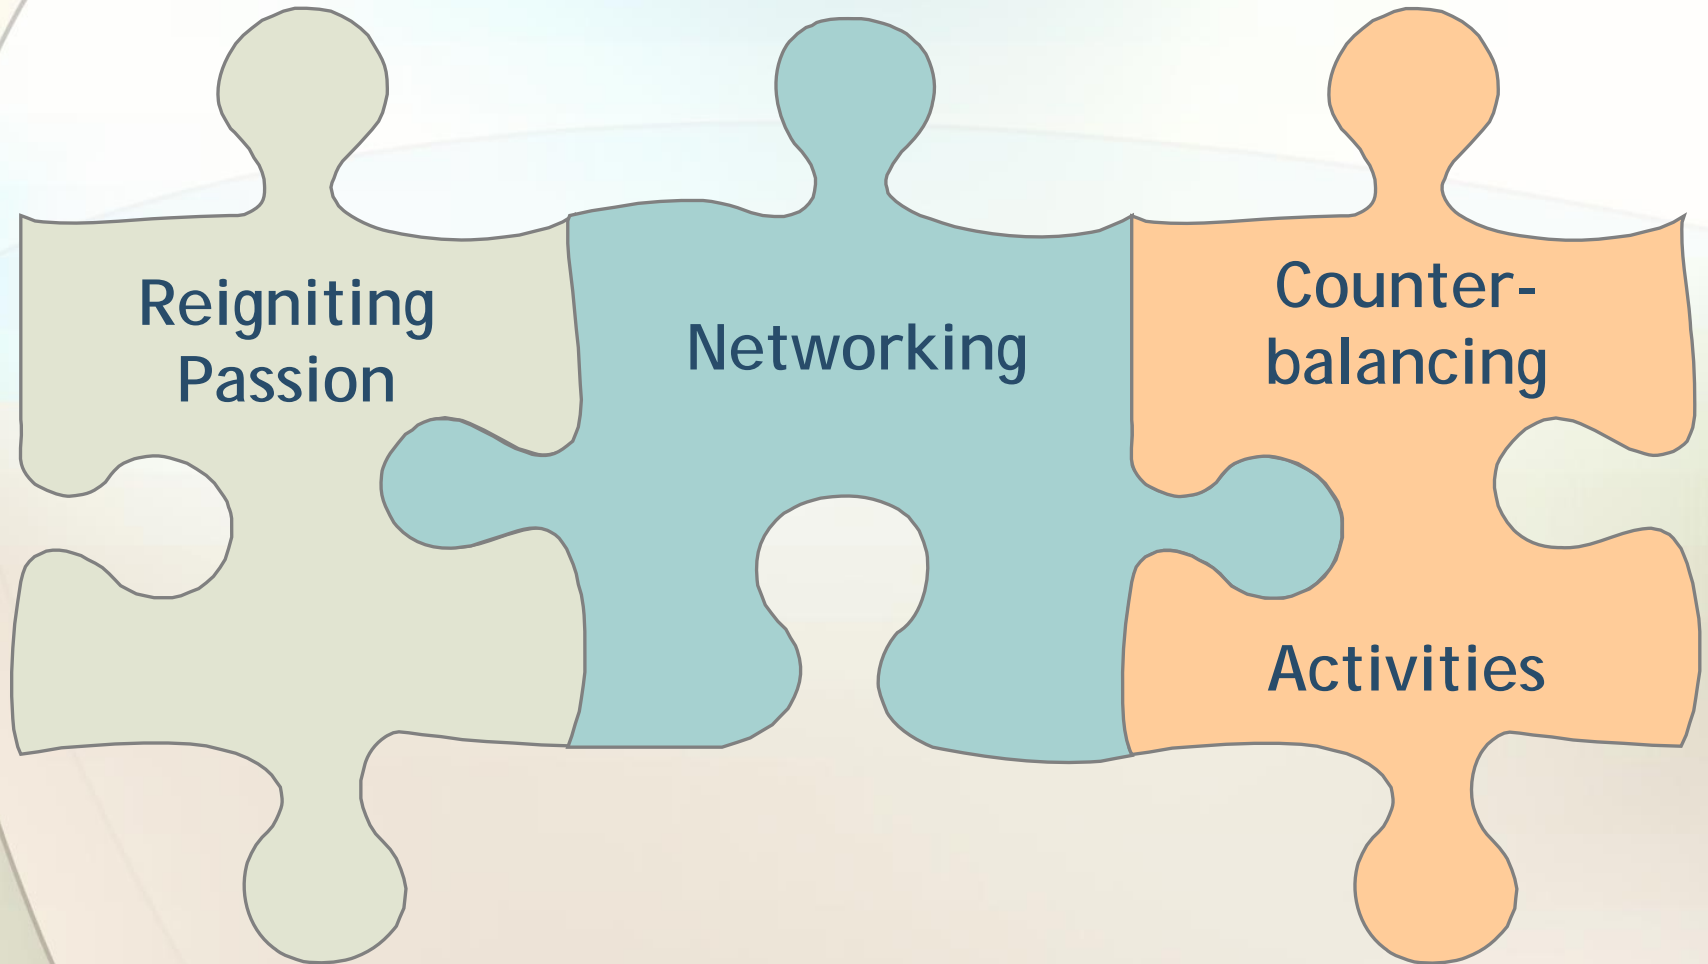 Reigniting
Passion
Networking
Counter-
balancing
Activities